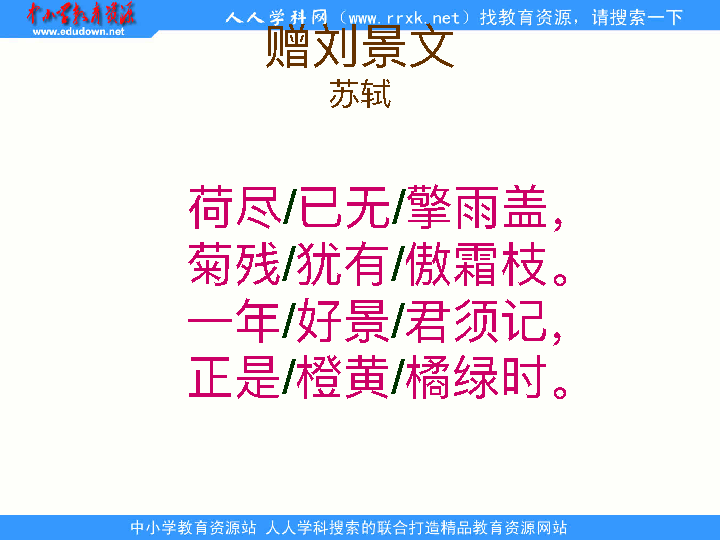 中小学教育资源
www.edudown.net
人人学科网（www.rrxk.net）找教育资源，请搜索一下
赠刘景文
苏轼
荷尽/已无/擎雨盖，
菊残/犹有/傲霜枝。
一年/好景/君须记，
正是/橙黄/橘绿时。
中小学教育资源站 人人学科搜索的联合打造精品教育资源网站